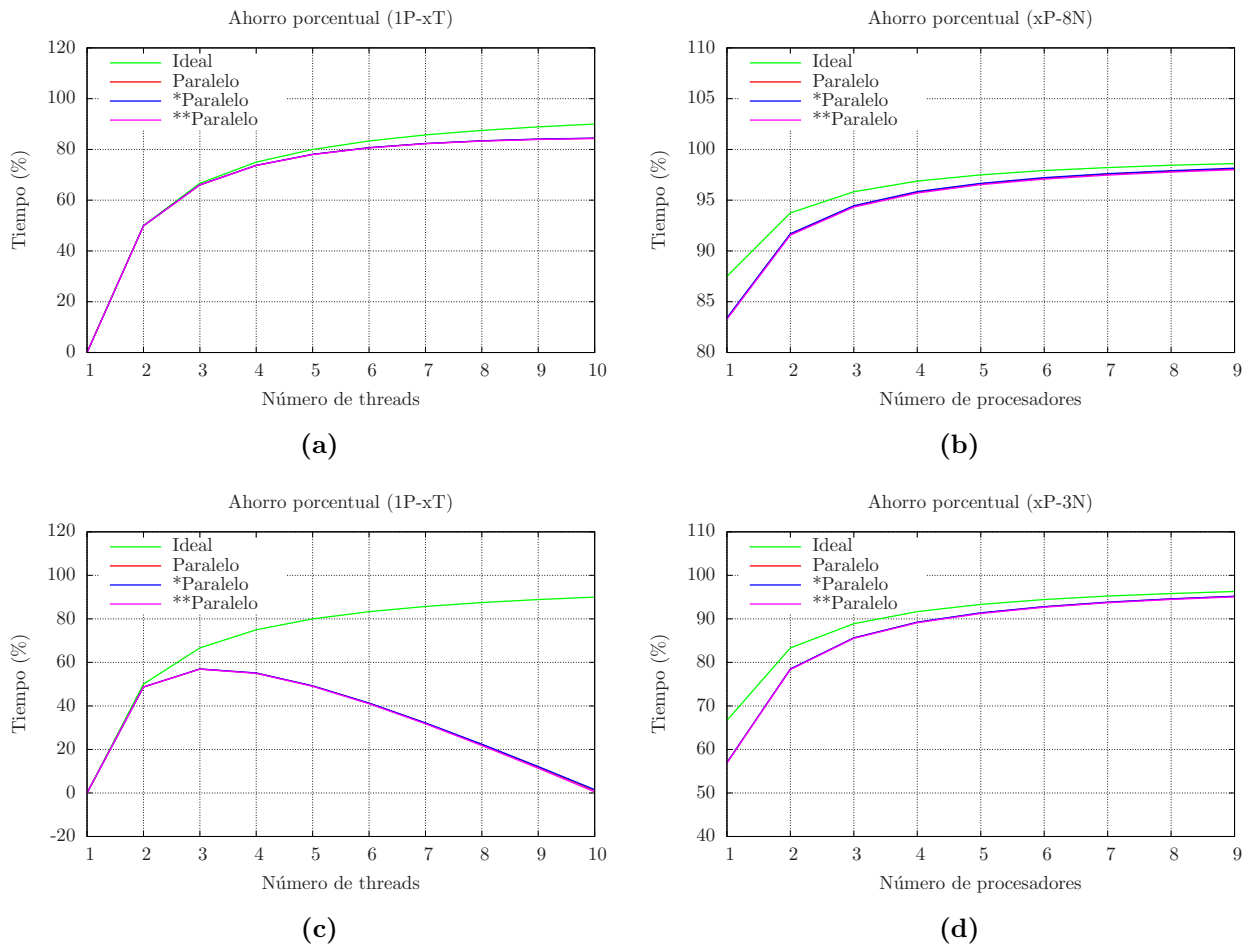 Ahorro porcentual (1P-xT)
120
100
80
60
40
20
0
Tiempo (%)
Ideal
Paralelo
*Paralelo
**Paralelo
1 2 3 4 5 6 7 8 9 10
Número de threads
(a)
Ahorro porcentual (xP-8N)
110
105
100
95
90
85
80
Tiempo (%)
Ideal
Paralelo
*Paralelo
**Paralelo
1 2 3 4 5 6 7 8 9
Número de procesadores
(b)
Ahorro porcentual (1P-xT)
120
100
80
60
40
20
0
-20
Tiempo (%)
Ideal
Paralelo
*Paralelo
**Paralelo
1 2 3 4 5 6 7 8 9 10
Número de threads
(c)
Ahorro porcentual (xP-3N)
110
100
90
80
70
60
50
40
Tiempo (%)
Ideal
Paralelo
*Paralelo
**Paralelo
1 2 3 4 5 6 7 8 9
Número de procesadores
(d)